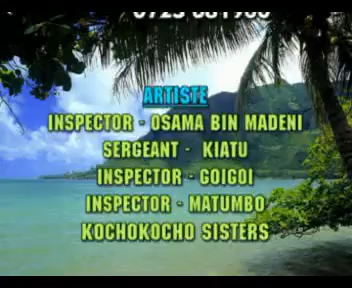 ARTISTE
INSPECTOR - OSAMA BIN MADENI
SERGEANT - KIATU
INSPECTOR - GOIGOI
INSPECTOR - MATUMBO
KOCHOKOCHO SISTERS